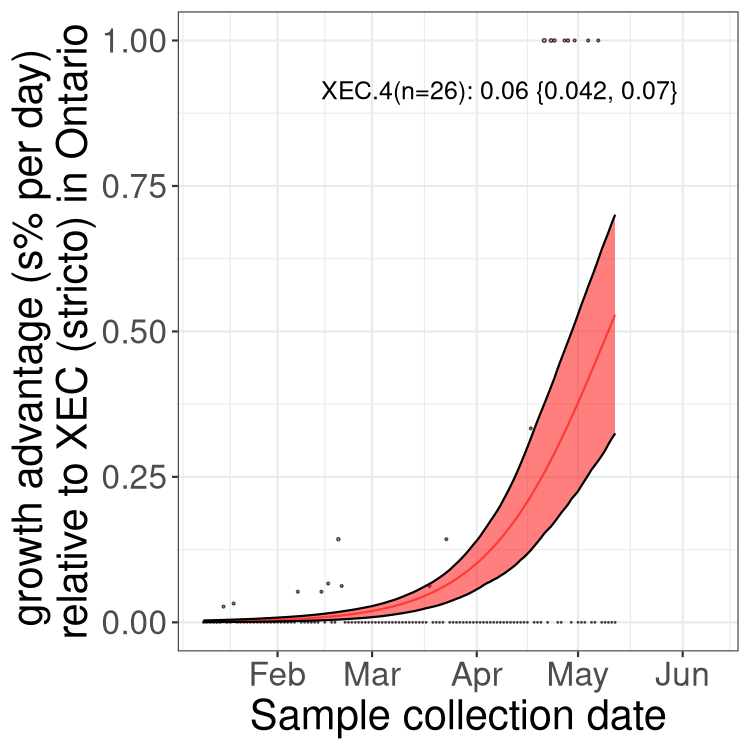 growth advantage (s% per day)
relative to XEC (stricto) in Ontario
1.00
0.75
0.50
0.25
0.00
XEC.4(n=26): 0.06 {0.042, 0.07}
Feb Mar Apr May Jun
Sample collection date